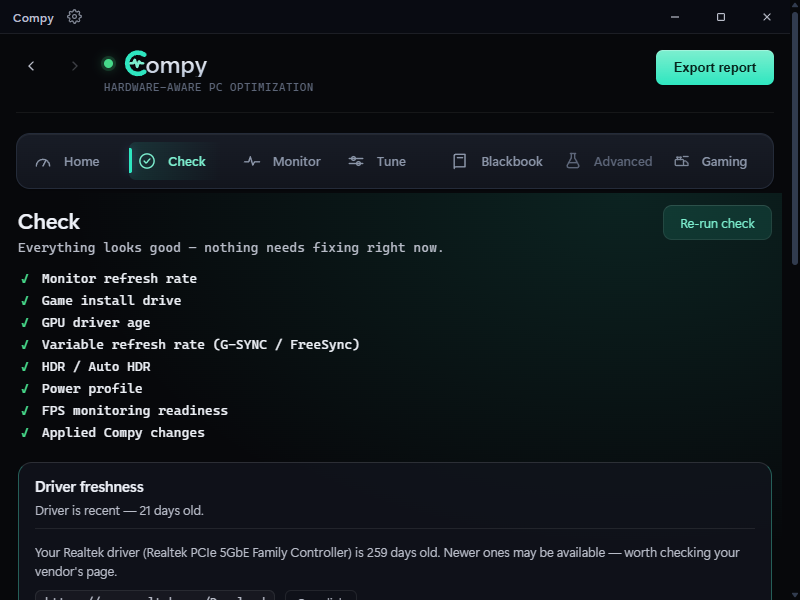 Compy
Compy
HARDWARE-AWARE PC OPTIMIZATION
Export report
Home
Check
Monitor
Tune
Blackbook
Advanced
Gaming
Check
Re-run check
Everything looks good — nothing needs fixing right now.
✓ Monitor refresh rate
✓ Game install drive
✓ GPU driver age
✓ Variable refresh rate (G-SYNC / FreeSync)
✓ HDR / Auto HDR
✓ Power profile
✓ FPS monitoring readiness
✓ Applied Compy changes
Driver freshness
Driver is recent — 21 days old.
Your Realtek driver (Realtek PCIe 5GbE Family Controller) is 259 days old. Newer ones may be available — worth checking your
vendor's page.